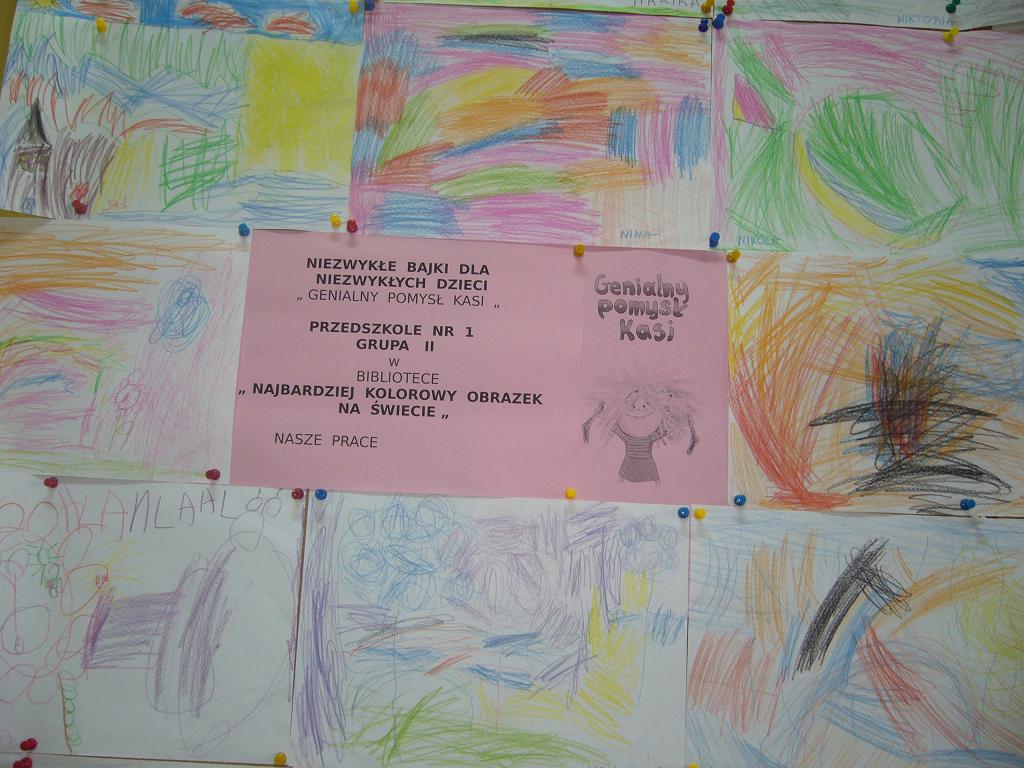 WIKTORIA
JAŚ
NINA
NIEZWYKŁE BAJKI DLA
NIEZWYKŁYCH DZIECI
„ GENIALNY POMYSŁ KASI „
PRZEDSZKOLE NR 1
GRUPA II
w
BIBLIOTECE
„ NAJBARDZIEJ KOLOROWY OBRAZEK
NA ŚWIECIE „
NASZE PRACE
Genialny
pomysł
Kasi